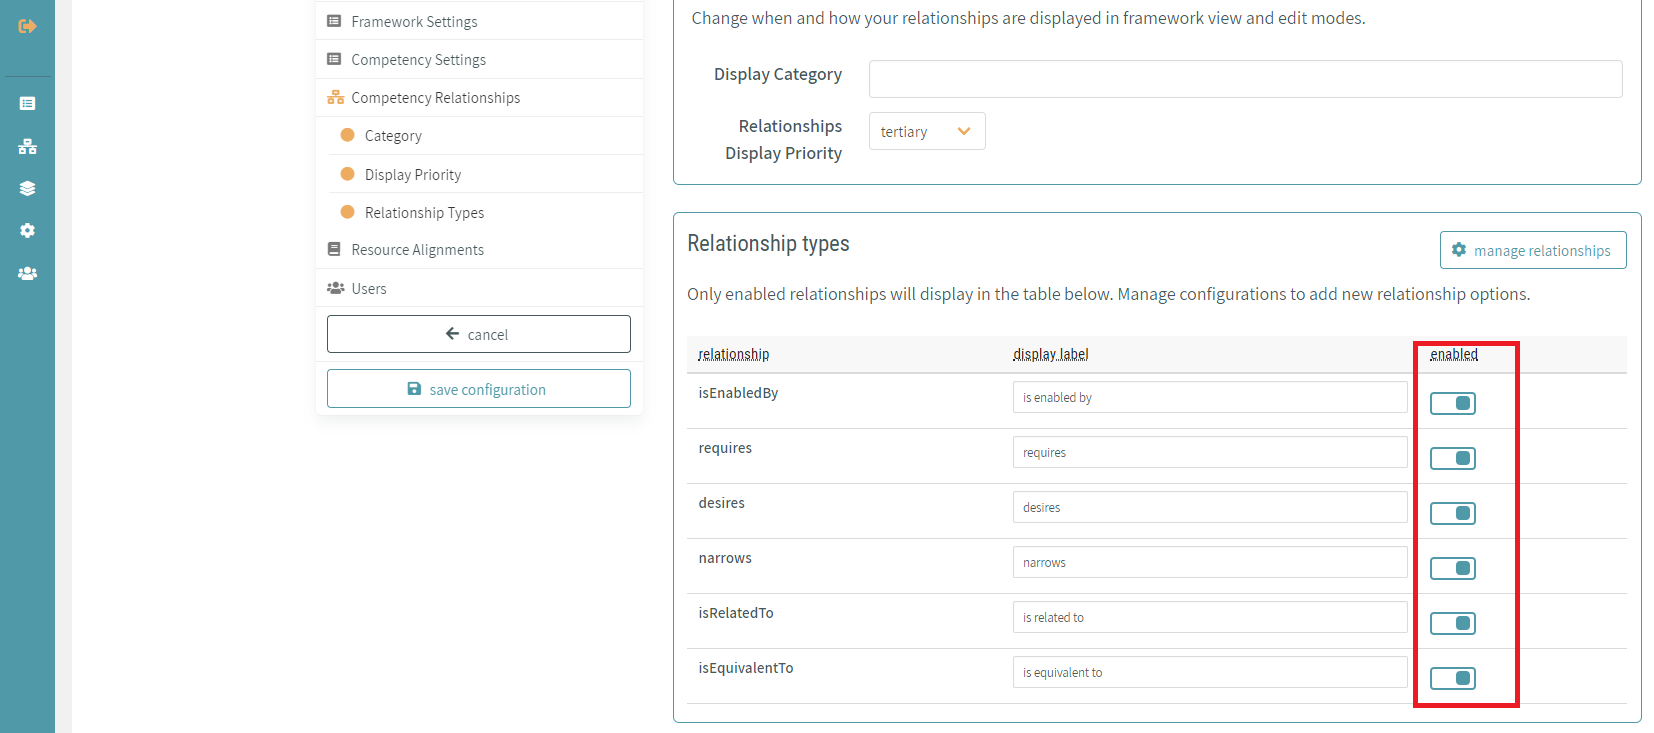 Framework Settings
Competency Settings
Competency Relationships
Category
Display Priority
Relationship Types
Resource Alignments
Users
cancel
save configuration
Change when and how your relationships are displayed in framework view and edit modes.
Display Category
Relationships
Display Priority
tertiary
Relationship types
manage relationships
Only enabled relationships will display in the table below. Manage configurations to add new relationship options.
relationship display label enabled
isEnabledBy is enabled by
requires requires
desires desires
narrows narrows
isRelatedTo is related to
isEquivalentTo is equivalent to